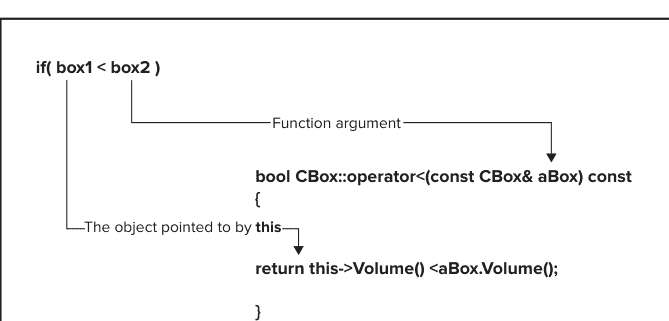 if( box1 < box2 )
Function argument
bool CBox::operator<(const CBox& aBox) const
{
The object pointed to by this
return this->Volume() <aBox.Volume();
}